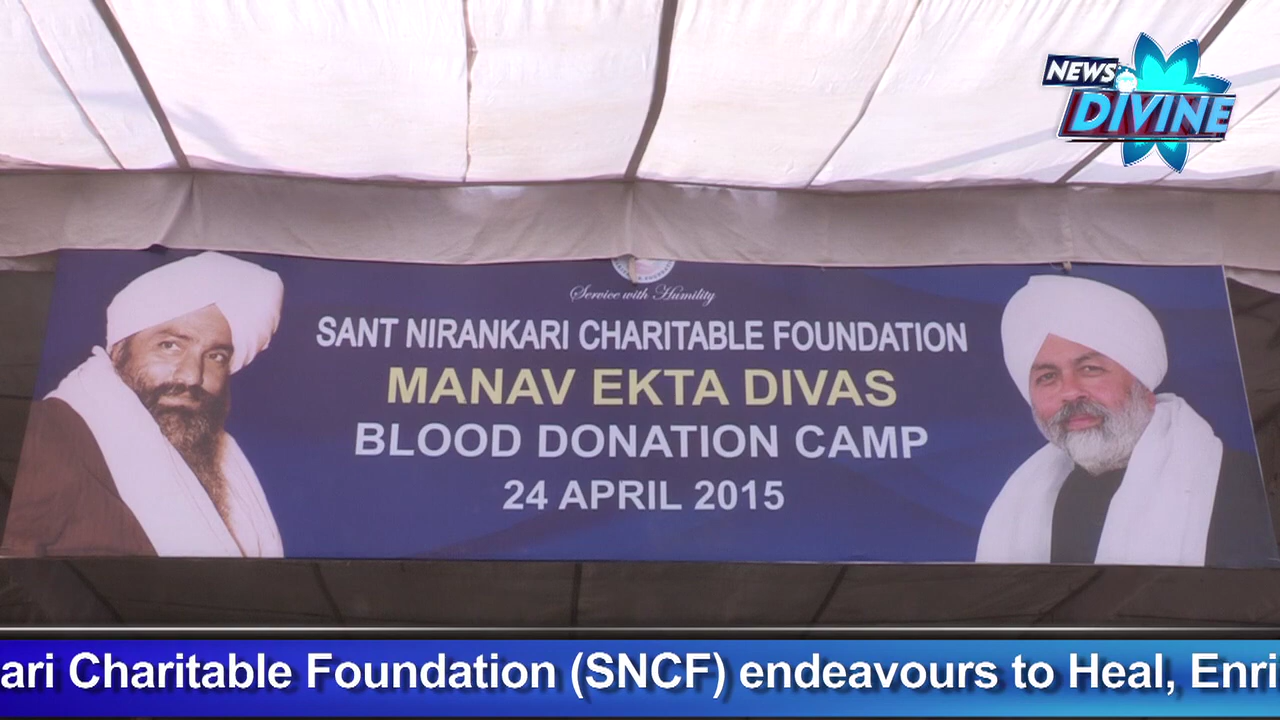 NEWS
DIVINE
Service with Humility
SANT NIRANKARI CHARITABLE FOUNDATION
MANAV EKTA DIVAS
BLOOD DONATION CAMP
24 APRIL 2015
ari Charitable Foundation (SNCF) endeavours to Heal, Enri